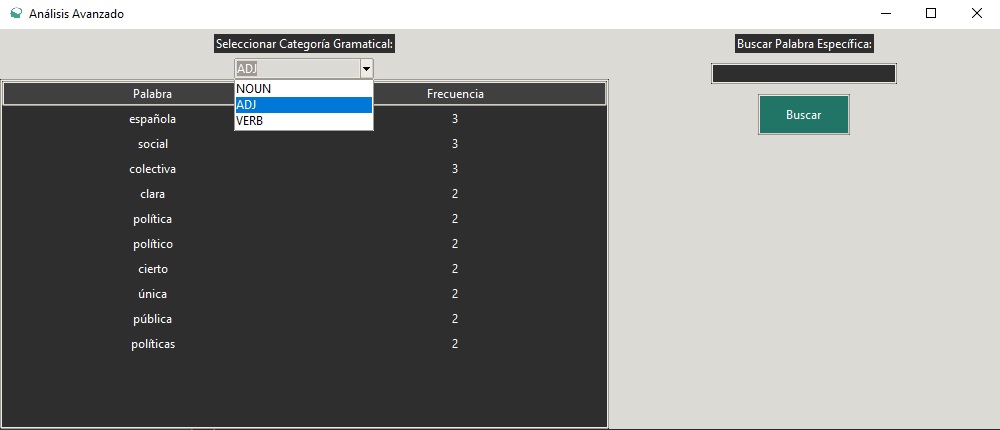 Análisis Avanzado
Seleccionar Categoría Gramatical:
ADJ
NOUN
ADJ
VERB
Palabra Frecuencia
española 3
social 3
colectiva 3
clara 2
política 2
político 2
cierto 2
única 2
pública 2
políticas 2
Buscar Palabra Específica:
Buscar